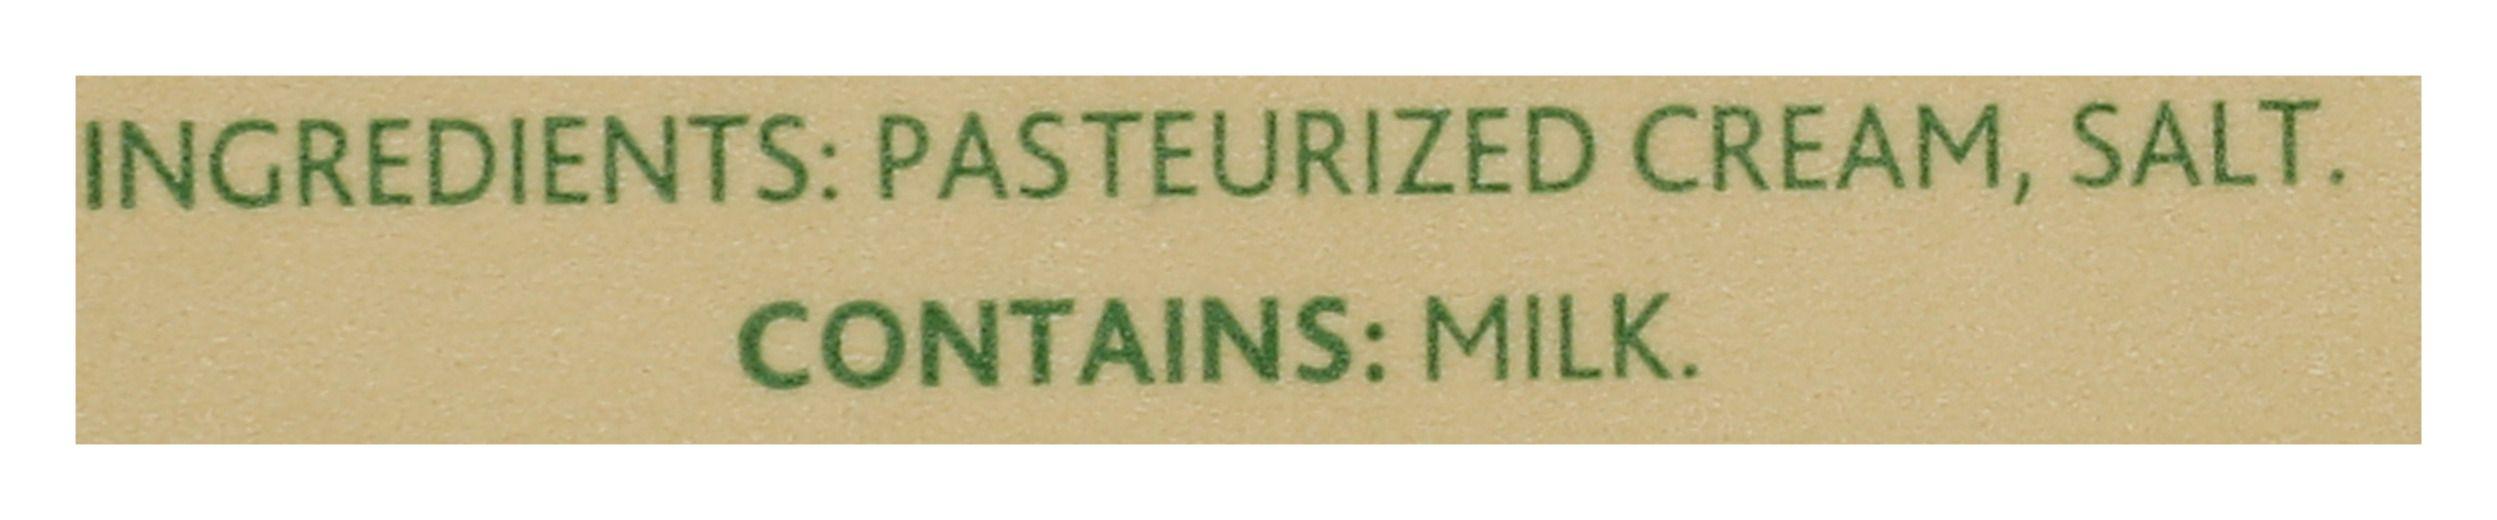 INGREDIENTS: PASTEURIZED CREAM, SALT.
CONTAINS: MILK.